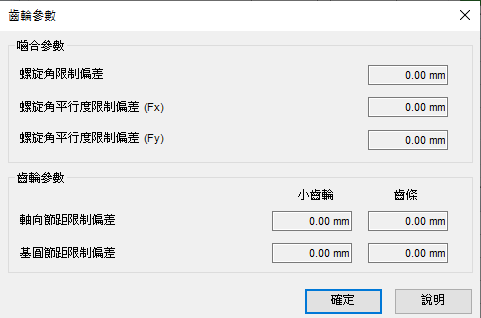 齒輪參數
嚙合參數
螺旋角限制偏差 0.00 mm
螺旋角平行度限制偏差 (Fx) 0.00 mm
螺旋角平行度限制偏差 (Fy) 0.00 mm
齒輪參數
小齒輪 齒條
軸向節距限制偏差 0.00 mm 0.00 mm
基圓節距限制偏差 0.00 mm 0.00 mm
確定 說明